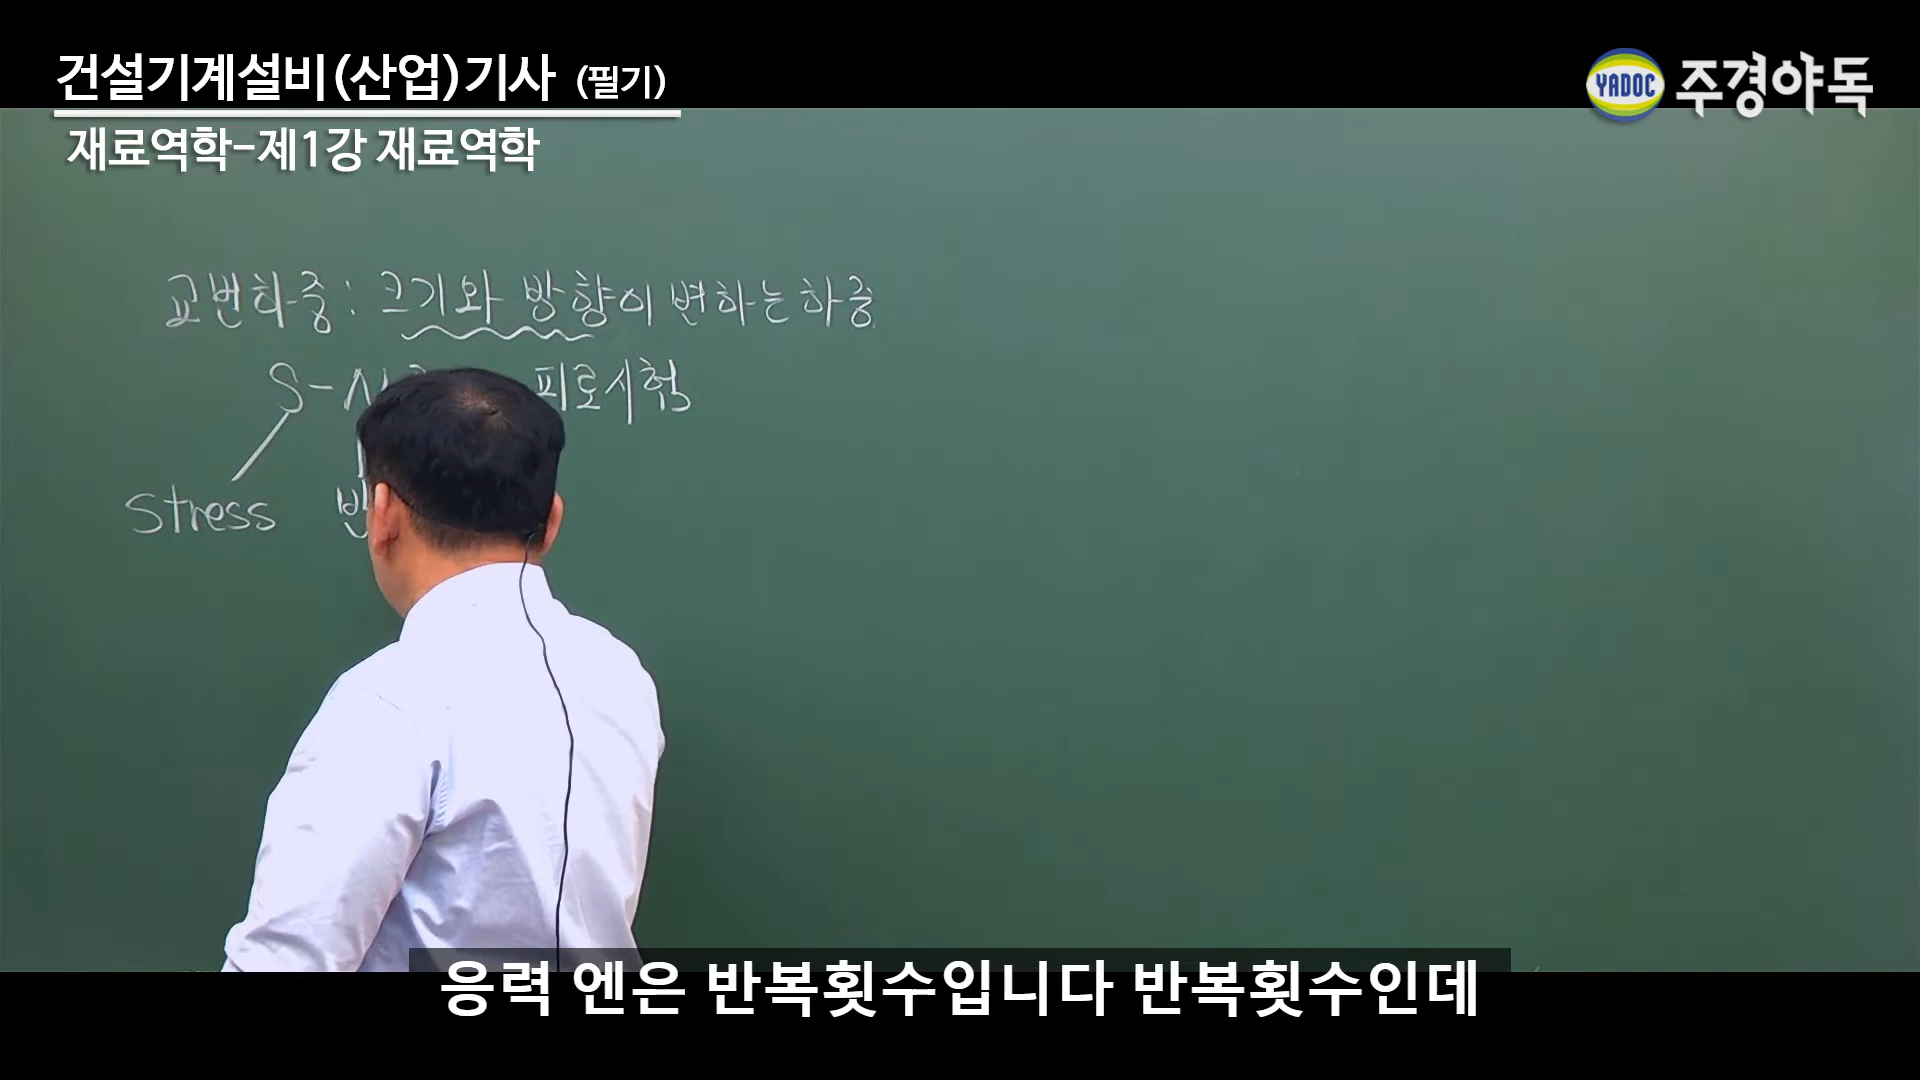 건설기계설비(산업)기사 (필기)
YADOC 주경야독
재료역학-제1강 재료역학
교번하중: 크기와 방향이 변하는하중
S-N 피로시험
stress
응력 엔은 반복횟수입니다 반복횟수인데